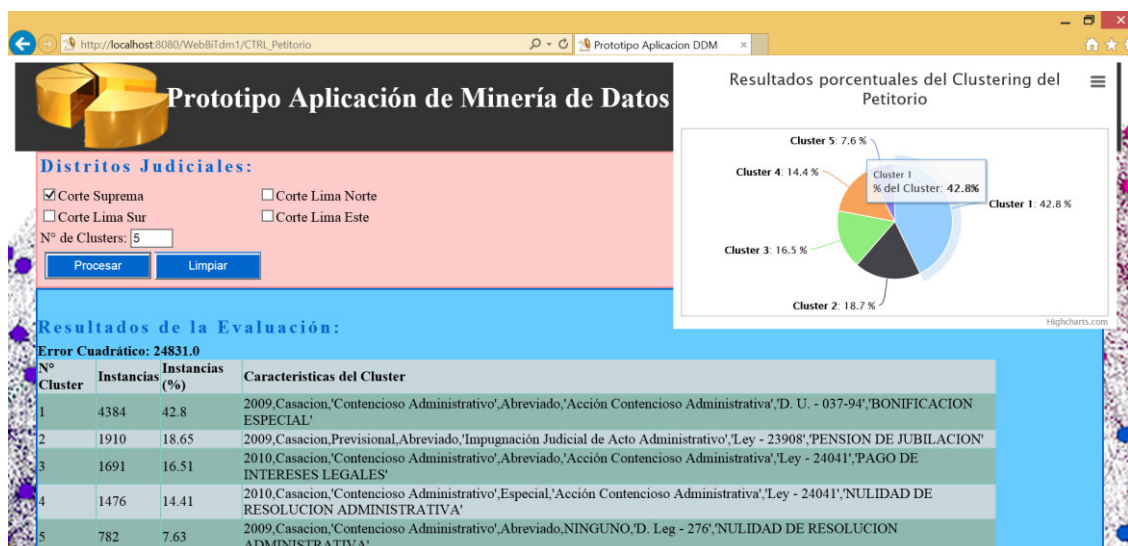 http://localhost:8080/WebBiTdm1/CTRL_Petitorio
Prototipo Aplicacion DDM
Prototipo Aplicación de Minería de Datos
Resultados porcentuales del Clustering del
Petitorio
Cluster 5: 7.6 %
Cluster 4: 14.4 %
Cluster 1
% del Cluster: 42.8%
Cluster 1: 42.8 %
Cluster 3: 16.5 %
Cluster 2: 18.7 %
Highcharts.com
Distritos Judiciales:
Corte Suprema Corte Lima Norte
Corte Lima Sur Corte Lima Este
N° de Clusters: 5
Procesar Limpiar
Resultados de la Evaluación:
Error Cuadrático: 24831.0
N° Cluster Instancias Instancias (%) Caracteristicas del Cluster
1 4384 42.8 2009,Casacion,'Contencioso Administrativo',Abreviado,'Acción Contencioso Administrativa','D. U. - 037-94','BONIFICACION
ESPECIAL'
2 1910 18.65 2009,Casacion,Previsional,Abreviado,'Impugnación Judicial de Acto Administrativo','Ley - 23908','PENSION DE JUBILACION'
3 1691 16.51 2010,Casacion,'Contencioso Administrativo',Abreviado,'Acción Contencioso Administrativa','Ley - 24041','PAGO DE
INTERESES LEGALES'
4 1476 14.41 2010,Casacion,'Contencioso Administrativo',Especial,'Acción Contencioso Administrativa','Ley - 24041','NULIDAD DE
RESOLUCION ADMINISTRATIVA'
5 782 7.63 2009,Casacion,'Contencioso Administrativo',Abreviado,NINGUNO,'D. Leg - 276','NULIDAD DE RESOLUCION
ADMINISTRATIVA'